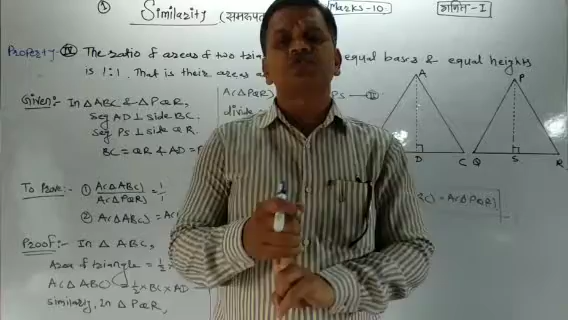 ① Similarity (समरूपता
Marks-10
गणित-I
Property-Ⅳ The ratio of areas of two equal bases & equal heights
is 1:1. That is their areas
Given:- In △ABC & △PQR,
seg AD ⊥ side BC.
seg PS ⊥ side QR.
BC = QR & AD =
To Prove:- ① A(△ABC)/A(△PQR) = 1/1
② A(△ABC) = A(
Proof:- In △ ABC,
Area of triangle = 1/2
A(△ABC) = 1/2 × BC × AD
similarly, In △ PQR,
A(△PQR)
PS —Ⅱ
divide
BC) = A(△PQR)
A
D
C
P
Q
S
R